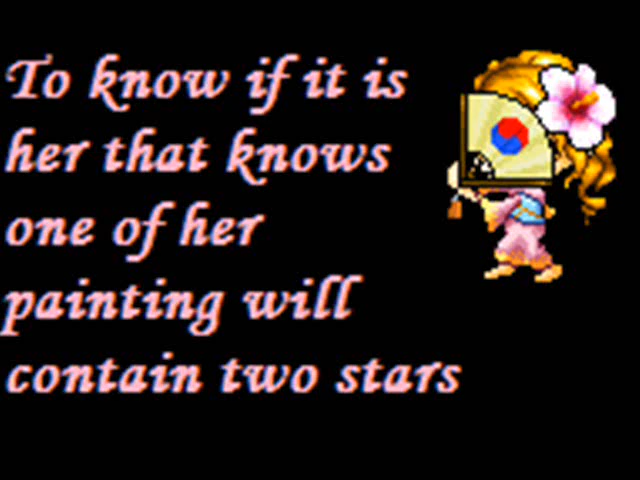 To know if it is
her that knows
one of her
painting will
contain two stars